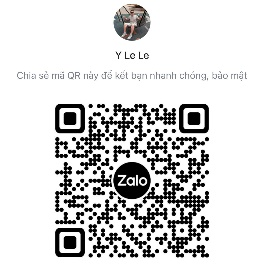 Y Le Le
Chia sẻ mã QR này để kết bạn nhanh chóng, bảo mật
Zalo